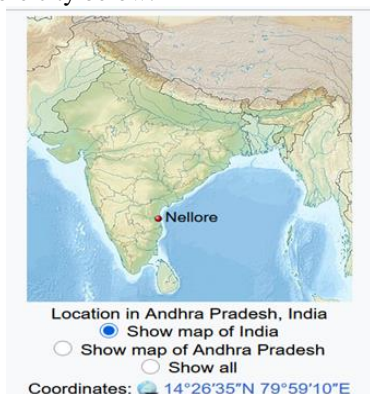 Nellore
Location in Andhra Pradesh, India
Show map of India
Show map of Andhra Pradesh
Show all
Coordinates: 14°26′35″N 79°59′10″E